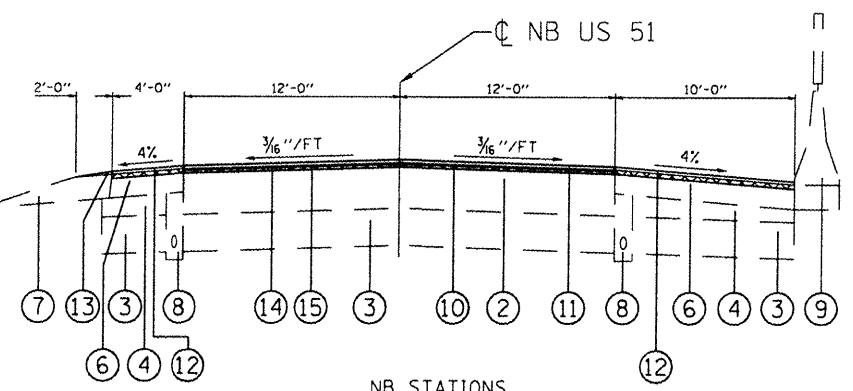 ℄ NB US 51
2'-0" 4'-0" 12'-0" 12'-0" 10'-0"
4% 3/16"/FT 3/16"/FT 4%
7 13 3 8 14 15 3 10 2 11 8 6 4 3 9
6 4 12 12
NB STATIONS